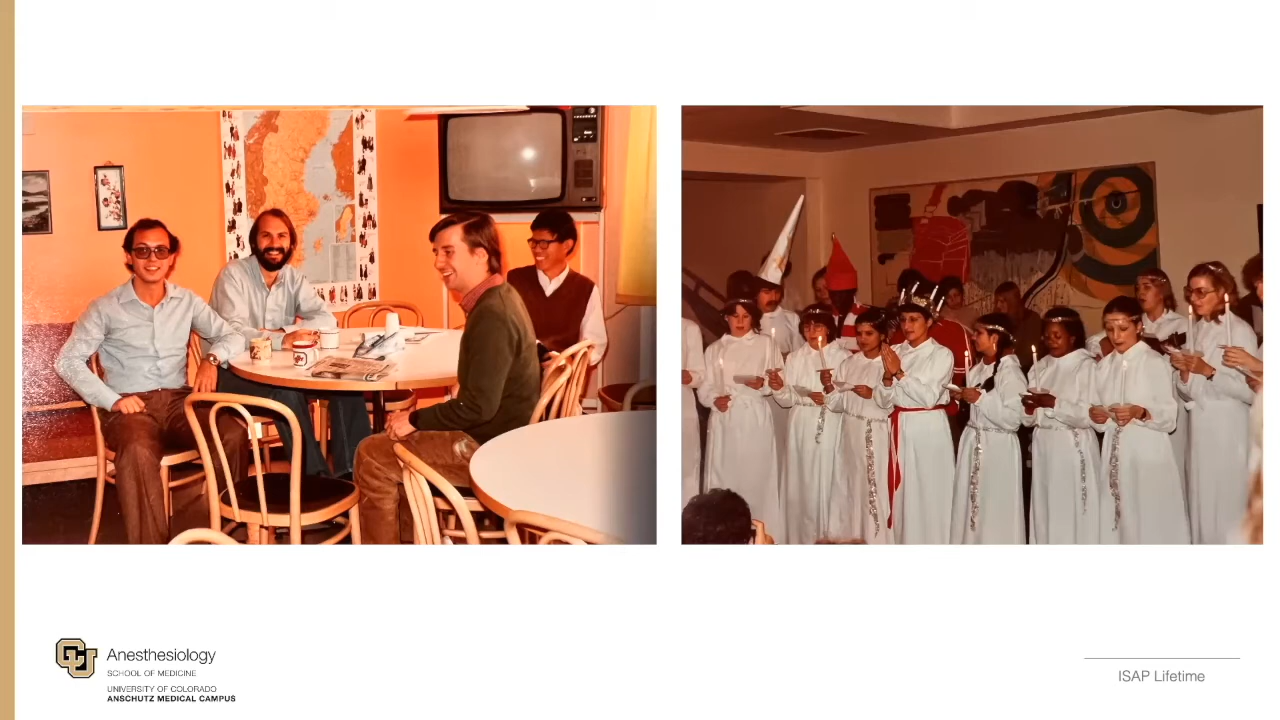 Anesthesiology
SCHOOL OF MEDICINE
UNIVERSITY OF COLORADO
ANSCHUTZ MEDICAL CAMPUS
ISAP Lifetime